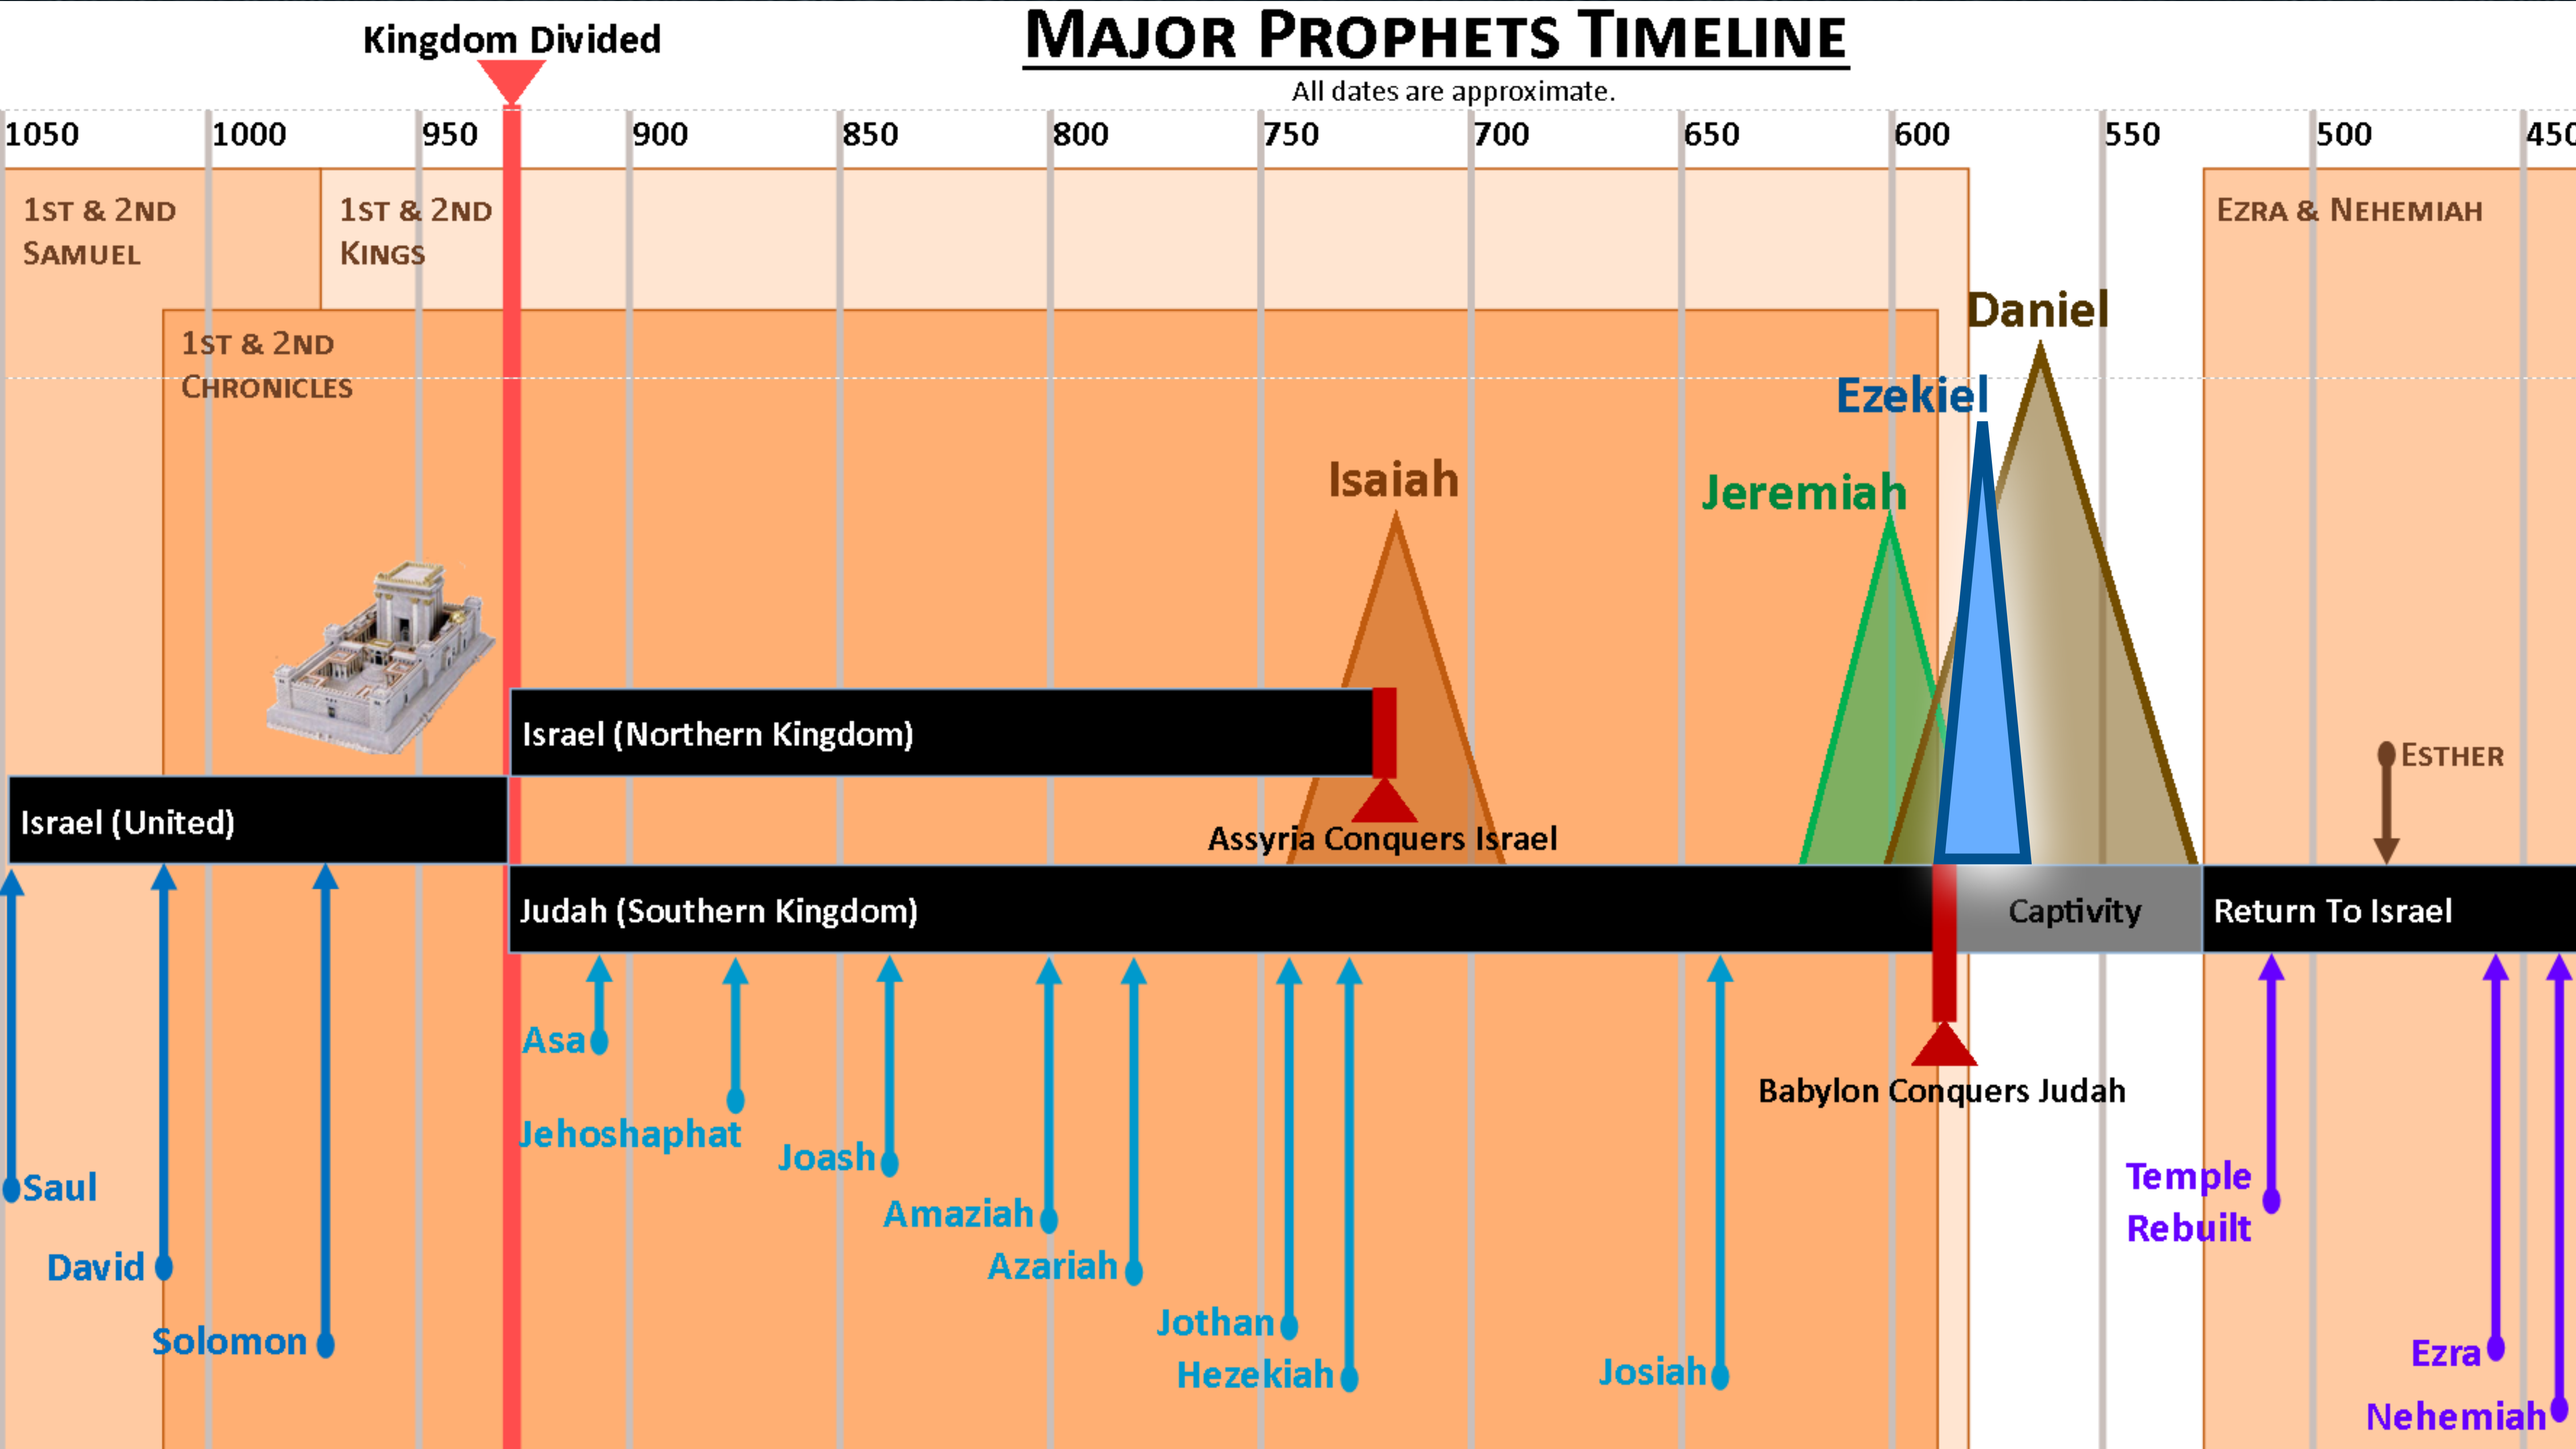 Kingdom Divided
MAJOR PROPHETS TIMELINE
All dates are approximate.
1050 1000 950 900 850 800 750 700 650 600 550 500 450
1ST & 2ND
SAMUEL
1ST & 2ND
KINGS
EZRA & NEHEMIAH
1ST & 2ND
CHRONICLES
Daniel
Ezekiel
Isaiah
Jeremiah
Israel (Northern Kingdom)
ESTHER
Israel (United)
Assyria Conquers Israel
Judah (Southern Kingdom)
Captivity
Return To Israel
Asa
Jehoshaphat
Joash
Babylon Conquers Judah
Saul
Amaziah
Temple
Rebuilt
David
Azariah
Solomon
Jothan
Hezekiah
Josiah
Ezra
Nehemiah